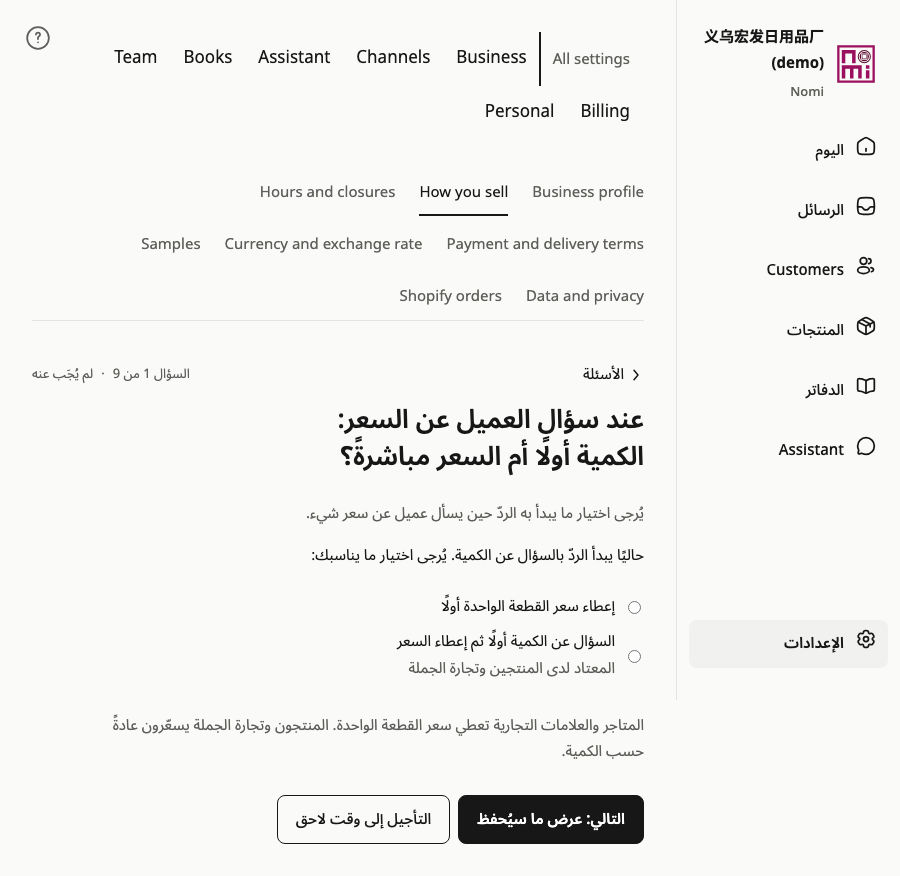 义乌宏发日用品厂
(demo)
Nomi
اليوم
الرسائل
Customers
المنتجات
الدفاتر
Assistant
الإعدادات
All settings
Business
Channels
Assistant
Books
Team
Billing
Personal
Business profile
How you sell
Hours and closures
Payment and delivery terms
Currency and exchange rate
Samples
Data and privacy
Shopify orders
الأسئلة
السؤال 1 من 9 · لم يُجَب عنه
عند سؤال العميل عن السعر:
الكمية أولًا أم السعر مباشرةً؟
يُرجى اختيار ما يبدأ به الردّ حين يسأل عميل عن سعر شيء.
حاليًا يبدأ الردّ بالسؤال عن الكمية. يُرجى اختيار ما يناسبك:
إعطاء سعر القطعة الواحدة أولًا
السؤال عن الكمية أولًا ثم إعطاء السعر
المعتاد لدى المنتجين وتجارة الجملة
المتاجر والعلامات التجارية تعطي سعر القطعة الواحدة. المنتجون وتجارة الجملة يسعّرون عادةً
حسب الكمية.
التالي: عرض ما سيُحفظ
التأجيل إلى وقت لاحق